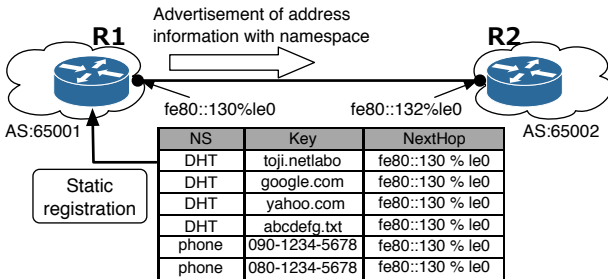 Advertisement of address
information with namespace
R1
R2
fe80::130%le0
fe80::132%le0
AS:65001
AS:65002
NS Key NextHop
DHT toji.netlabo fe80::130 % le0
DHT google.com fe80::130 % le0
DHT yahoo.com fe80::130 % le0
DHT abcdefg.txt fe80::130 % le0
phone 090-1234-5678 fe80::130 % le0
phone 080-1234-5678 fe80::130 % le0
Static
registration